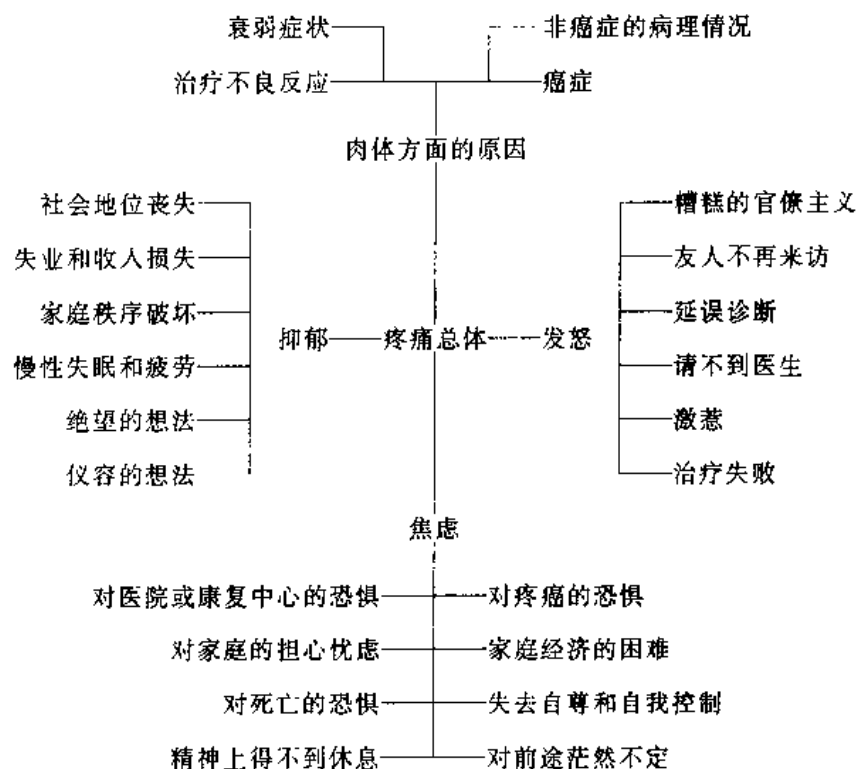 衰弱症状
非癌症的病理情况
治疗不良反应
癌症
肉体方面的原因
社会地位丧失
糟糕的官僚主义
失业和收入损失
友人不再来访
家庭秩序破坏
延误诊断
抑郁
疼痛总体
发怒
慢性失眠和疲劳
请不到医生
绝望的想法
激惹
仪容的想法
治疗失败
焦虑
对医院或康复中心的恐惧
对疼癌的恐惧
对家庭的担心忧虑
家庭经济的困难
对死亡的恐惧
失去自尊和自我控制
精神上得不到休息
对前途茫然不定